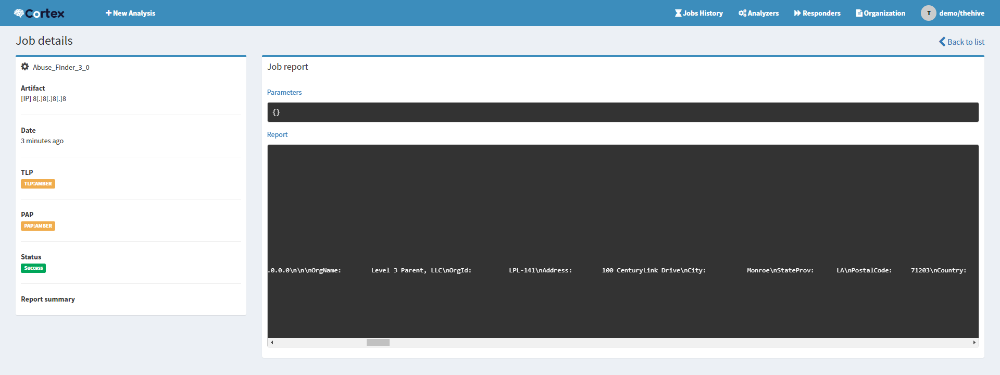 Cortex
New Analysis
Jobs History
Analyzers
Responders
Organization
T
demo/thehive
Job details
Back to list
Abuse_Finder_3_0
Artifact
[IP] 8[.]8[.]8[.]8
Date
3 minutes ago
TLP
TLP:AMBER
PAP
PAP:AMBER
Status
Success
Report summary
Job report
Parameters
{}
Report
.0.0.0\n\n\nOrgName:        Level 3 Parent, LLC\nOrgId:          LPL-141\nAddress:        100 CenturyLink Drive\nCity:           Monroe\nStateProv:      LA\nPostalCode:     71203\nCountry: